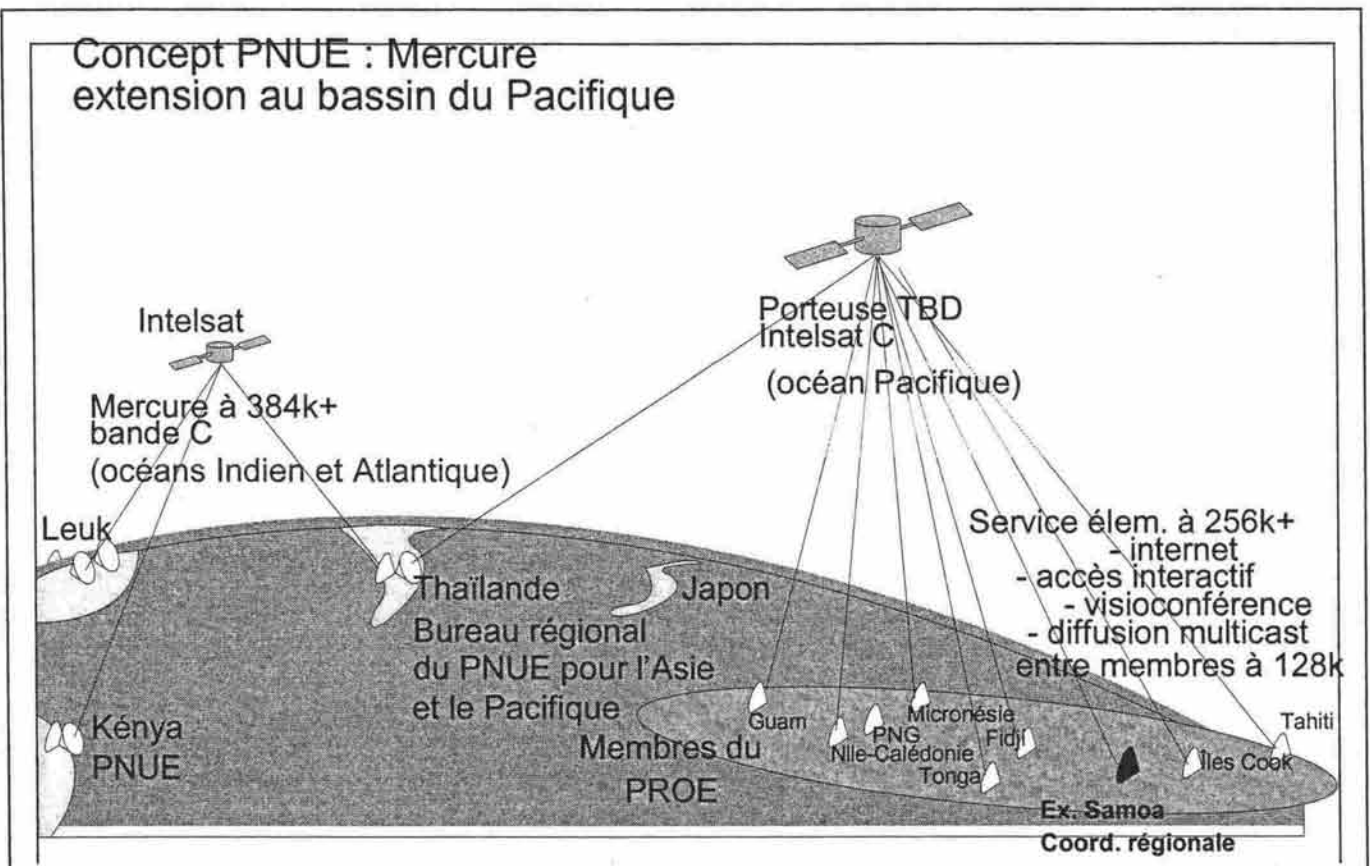 Concept PNUE : Mercure
extension au bassin du Pacifique
Intelsat
Mercure à 384k+
bande C
(océans Indien et Atlantique)
Porteuse TBD
Intelsat C
(océan Pacifique)
Leuk
Thaïlande
Bureau régional
du PNUE pour l'Asie
et le Pacifique
Japon
Service élem. à 256k+
- internet
- accès interactif
- visioconférence
- diffusion multicast
entre membres à 128k
Kénya
PNUE
Membres du
PROE
Guam
Micronésie
PNG
Nlle-Calédonie
Fidji
Tonga
Îles Cook
Tahiti
Ex. Samoa
Coord. régionale